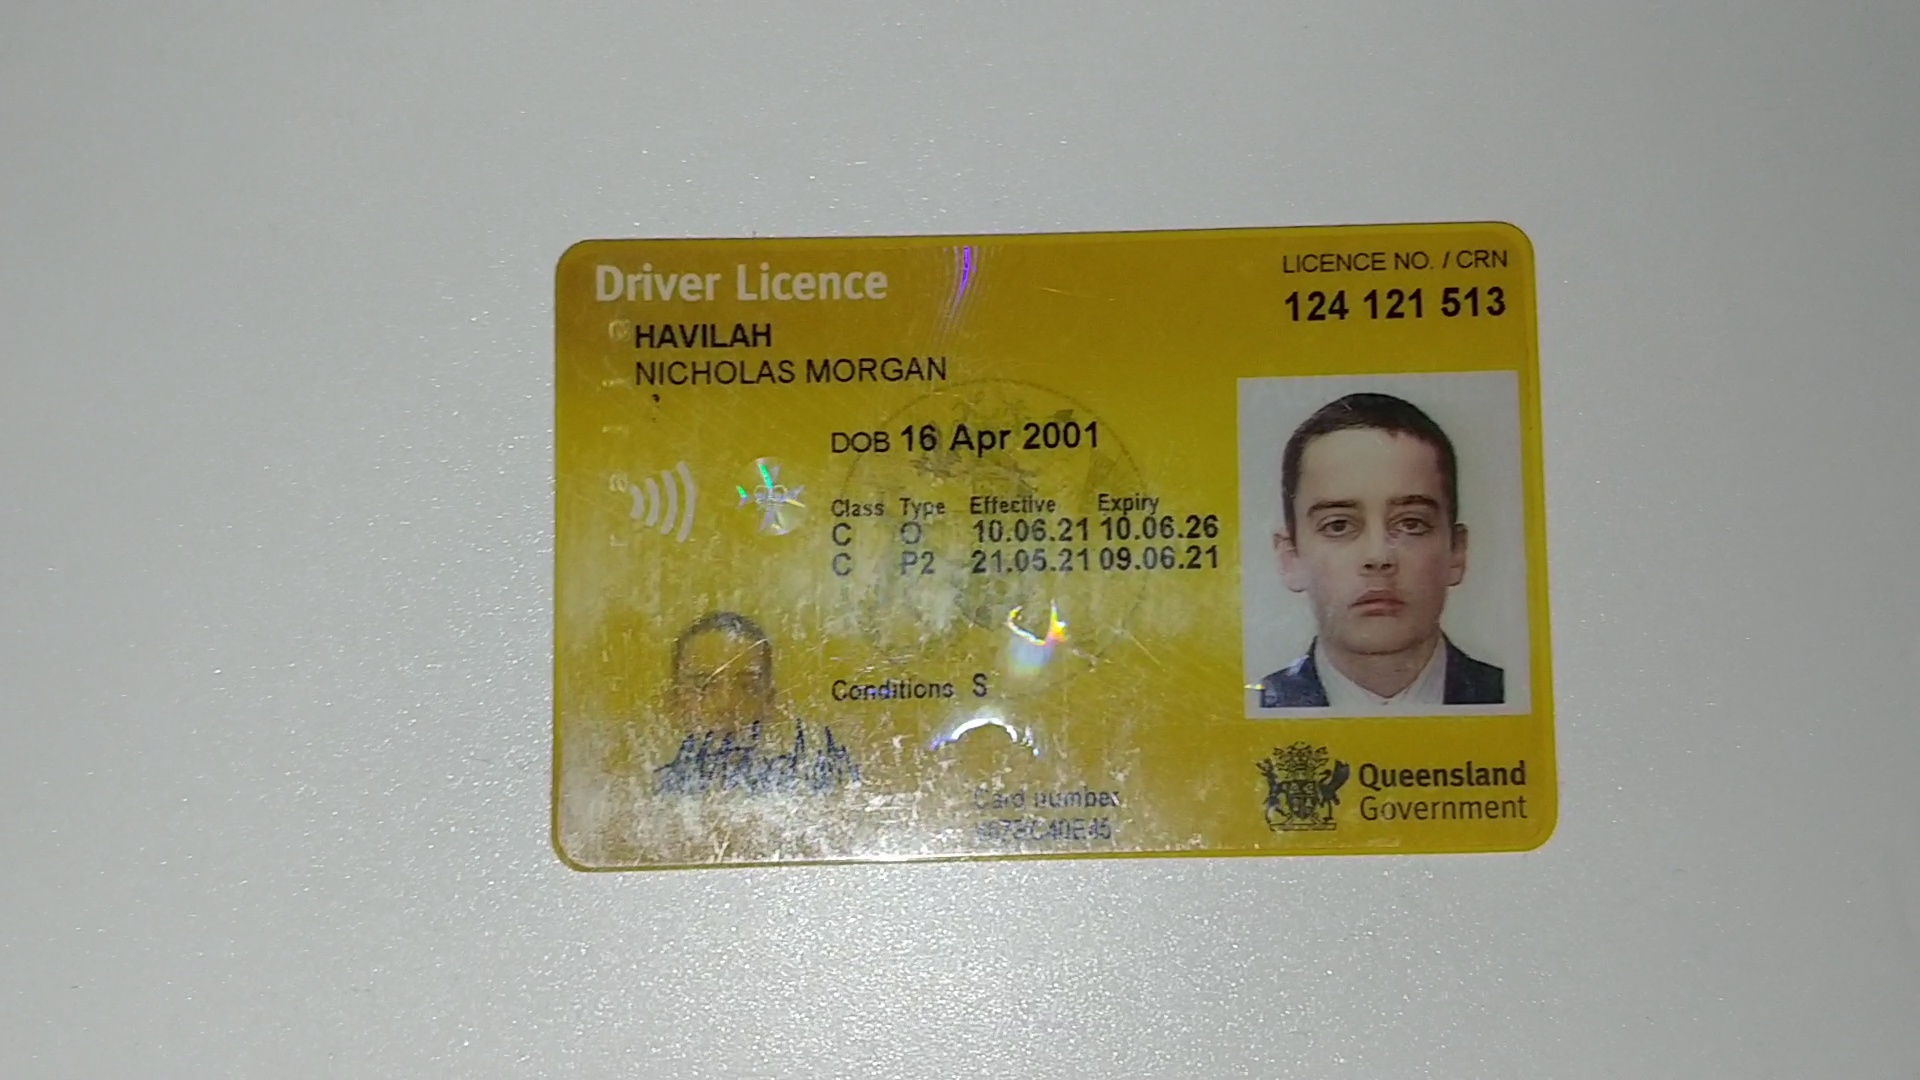 Driver Licence
LICENCE NO. / CRN
124 121 513
HAVILAH
NICHOLAS MORGAN
DOB 16 Apr 2001
Class Type Effective Expiry
C O 10.06.21 10.06.26
C P2 21.05.21 09.06.21
Conditions S
Card number
Queensland
Government